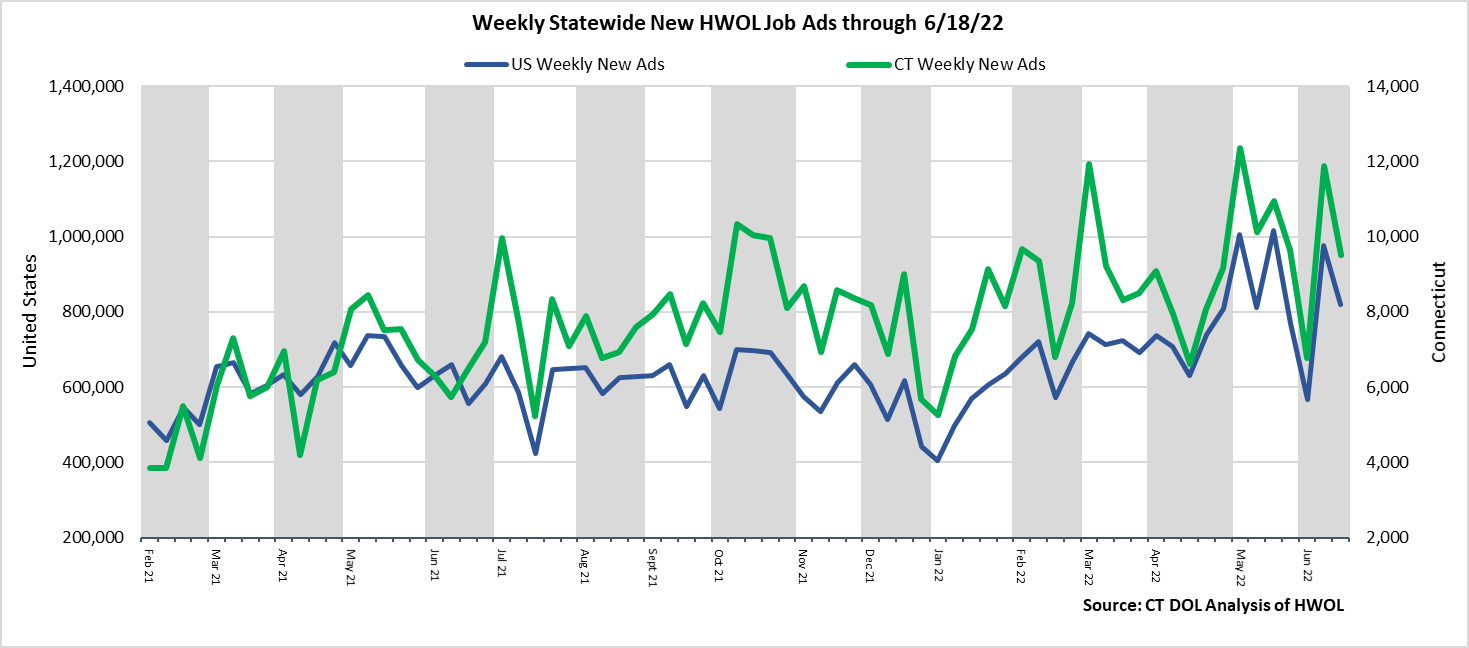 Weekly Statewide New HWOL Job Ads through 6/18/22
US Weekly New Ads CT Weekly New Ads
1,400,000 14,000
1,200,000 12,000
1,000,000 10,000
800,000 8,000
600,000 6,000
400,000 4,000
200,000 2,000
United States
Connecticut
Feb 21 Mar 21 Apr 21 May 21 Jun 21 Jul 21 Aug 21 Sept 21 Oct 21 Nov 21 Dec 21 Jan 22 Feb 22 Mar 22 Apr 22 May 22 Jun 22
Source: CT DOL Analysis of HWOL